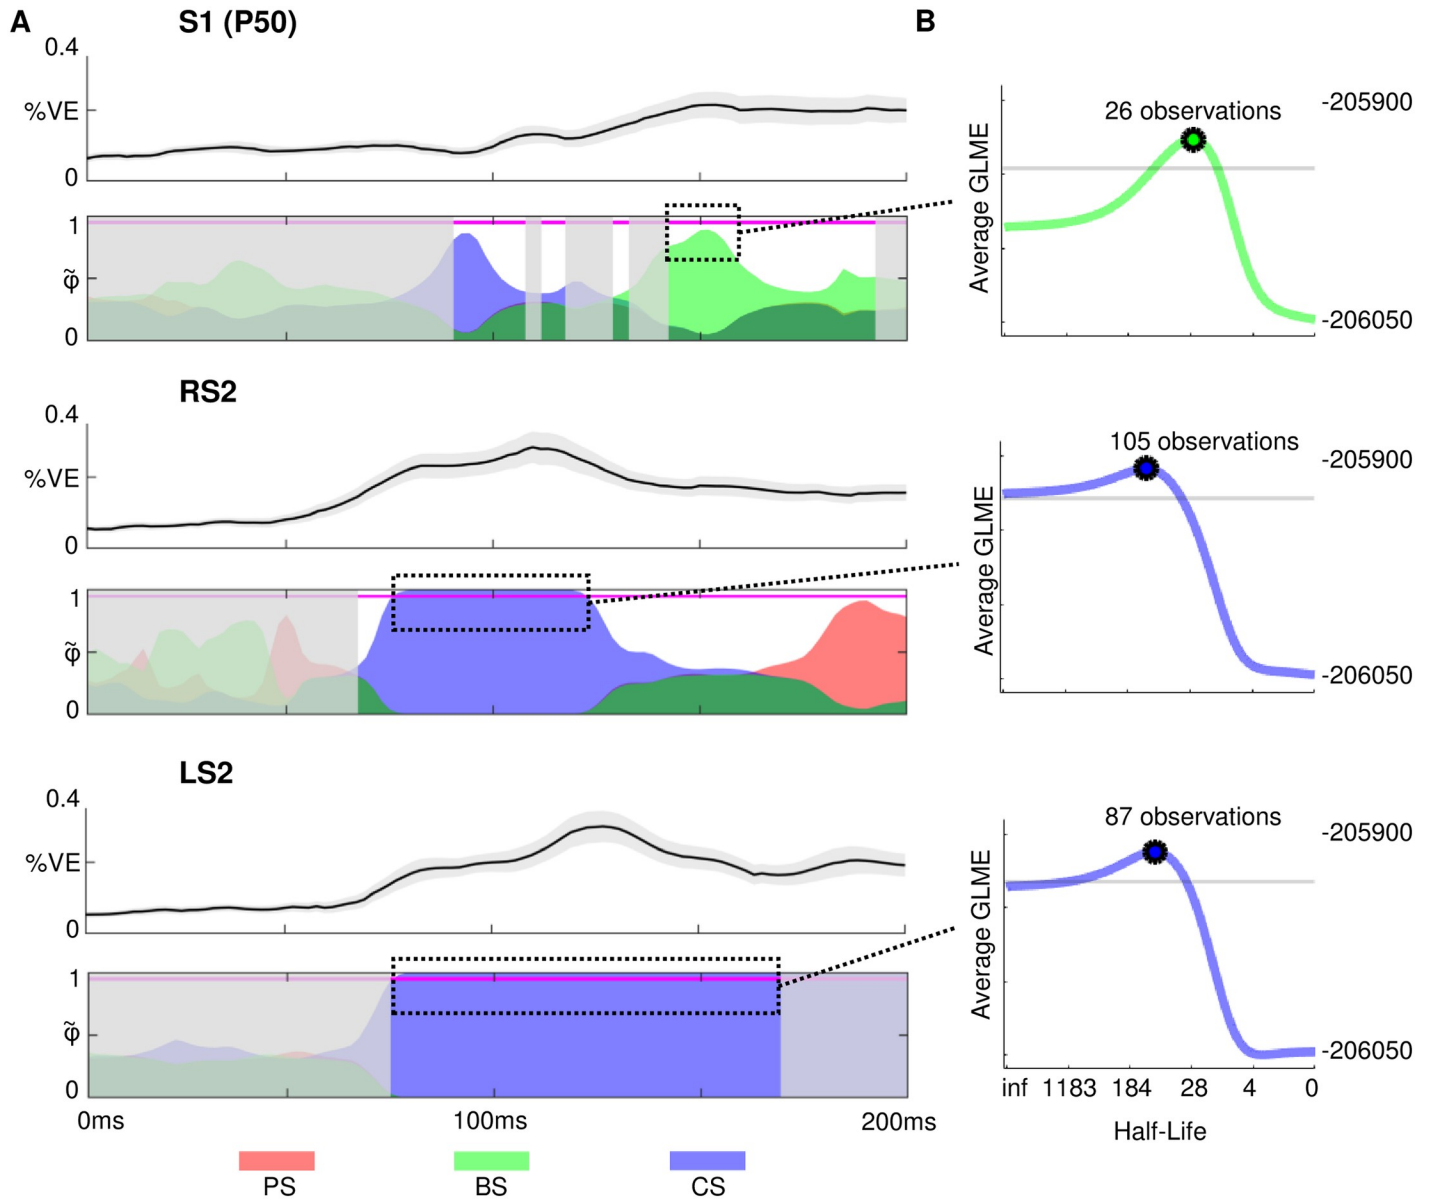 A
S1 (P50)
B
0.4
%VE
0
1
φ̃
0
26 observations
-205900
Average GLME
-206050
RS2
0.4
%VE
0
1
φ̃
0
105 observations
-205900
Average GLME
-206050
LS2
0.4
%VE
0
1
φ̃
0
0ms 100ms 200ms
87 observations
-205900
Average GLME
-206050
inf 1183 184 28 4 0
Half-Life
PS BS CS